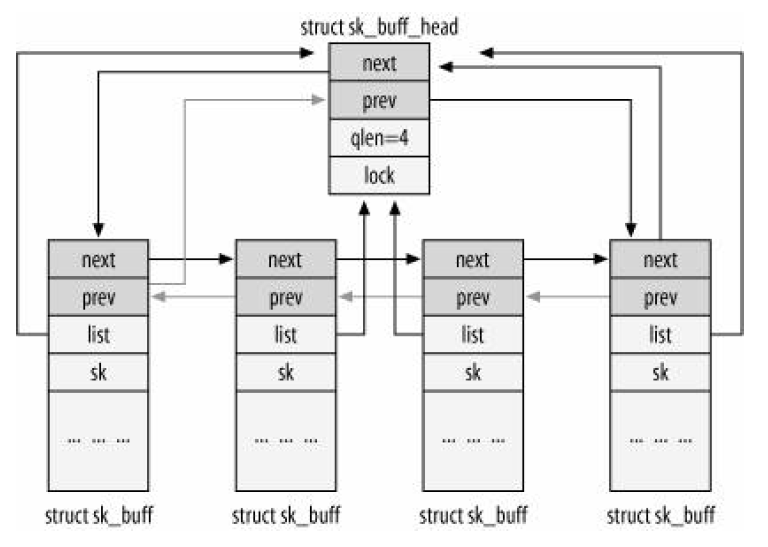 struct sk_buff_head
next
prev
qlen=4
lock
next
prev
list
sk
... ... ...
struct sk_buff
next
prev
list
sk
... ... ...
struct sk_buff
next
prev
list
sk
... ... ...
struct sk_buff
next
prev
list
sk
... ... ...
struct sk_buff